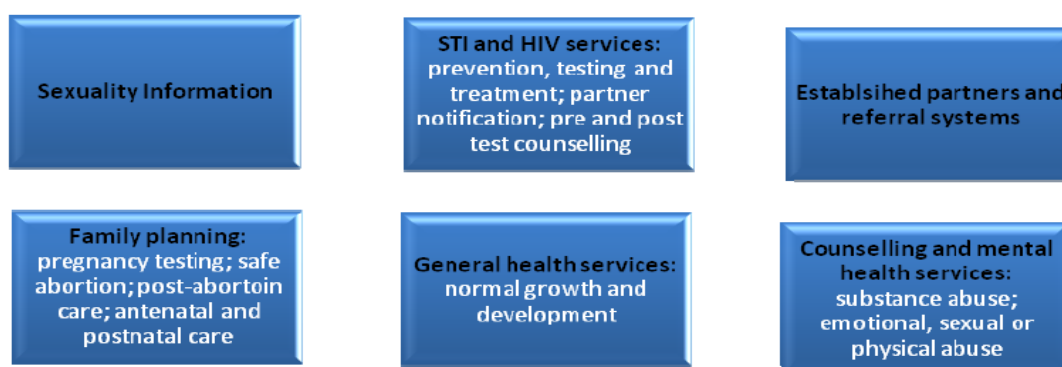 Sexuality Information
STI and HIV services:
prevention, testing and
treatment; partner
notification; pre and post
test counselling
Establsihed partners and
referral systems
Family planning:
pregnancy testing; safe
abortion; post-abortoin
care; antenatal and
postnatal care
General health services:
normal growth and
development
Counselling and mental
health services:
substance abuse;
emotional, sexual or
physical abuse